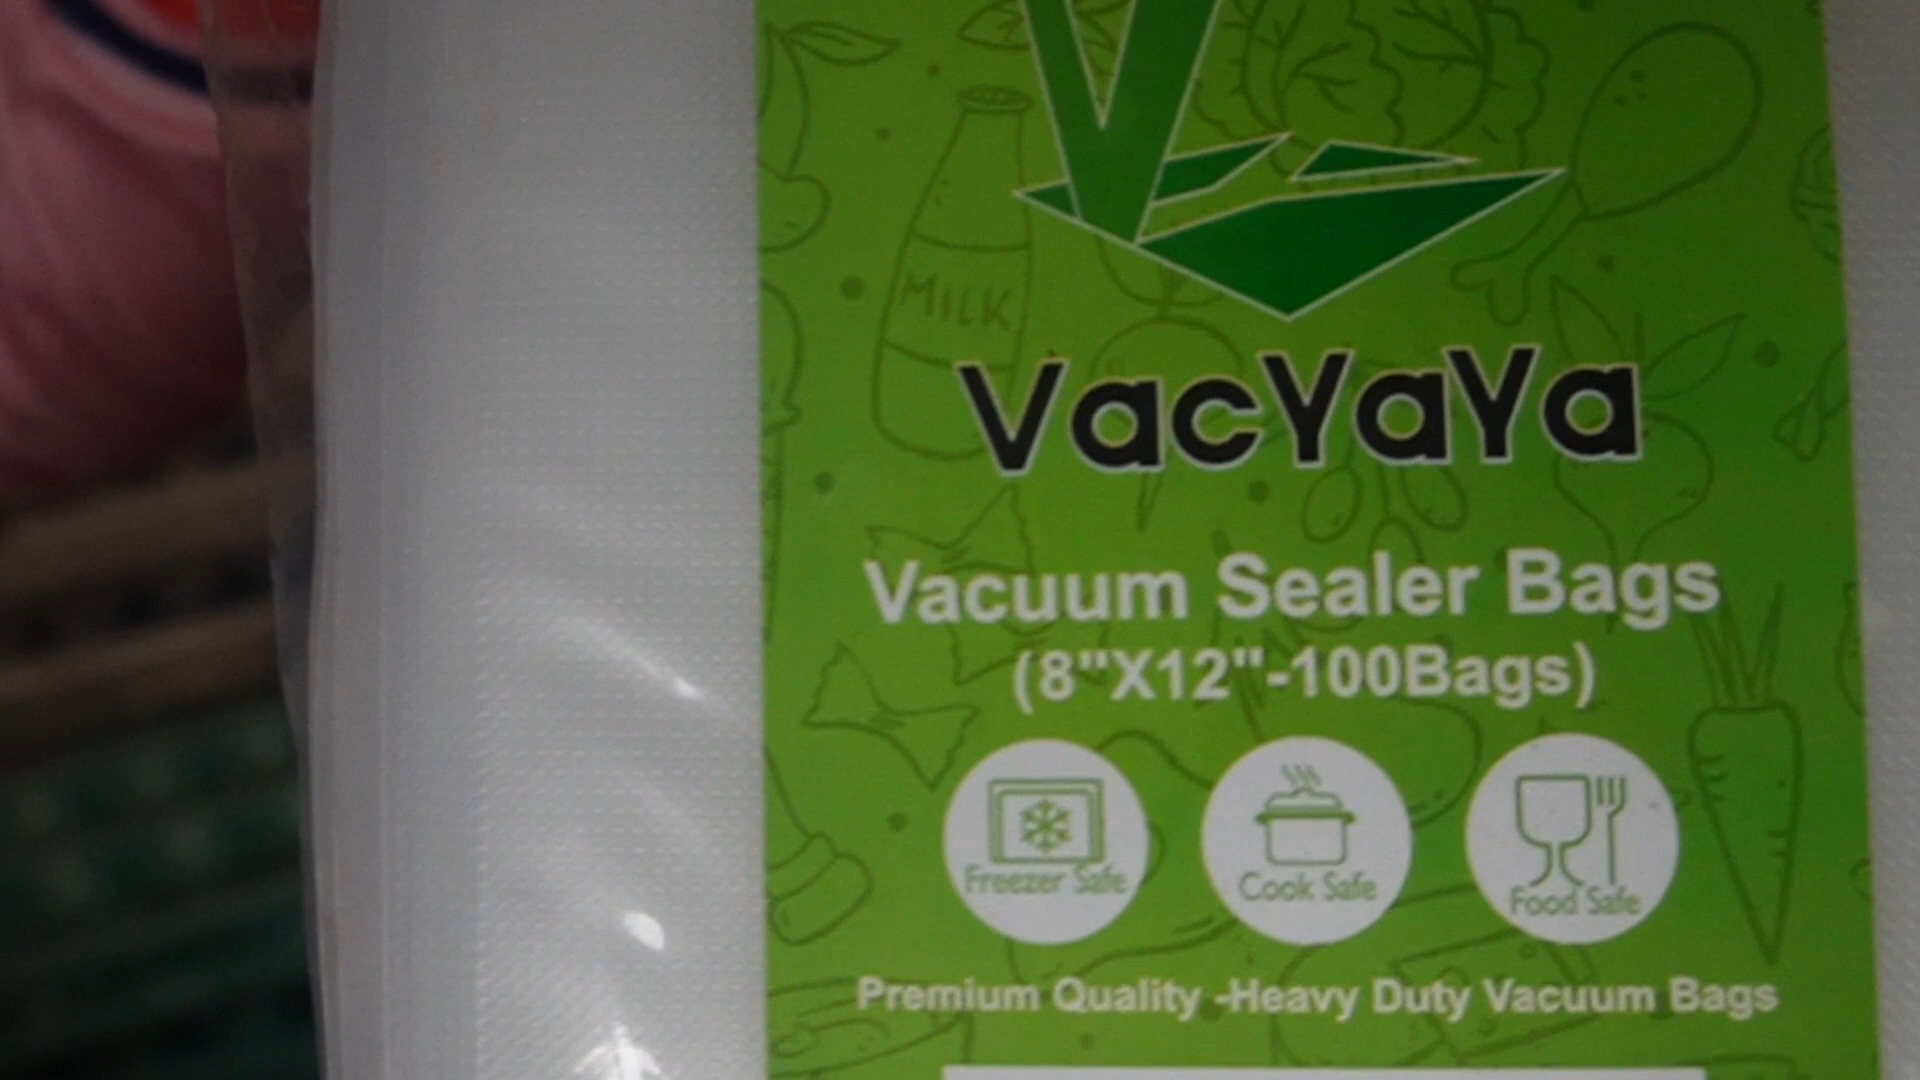 MILK
VacYaYa
Vacuum Sealer Bags
(8"X12"-100Bags)
Freezer Safe
Cook Safe
Food Safe
Premium Quality -Heavy Duty Vacuum Bags